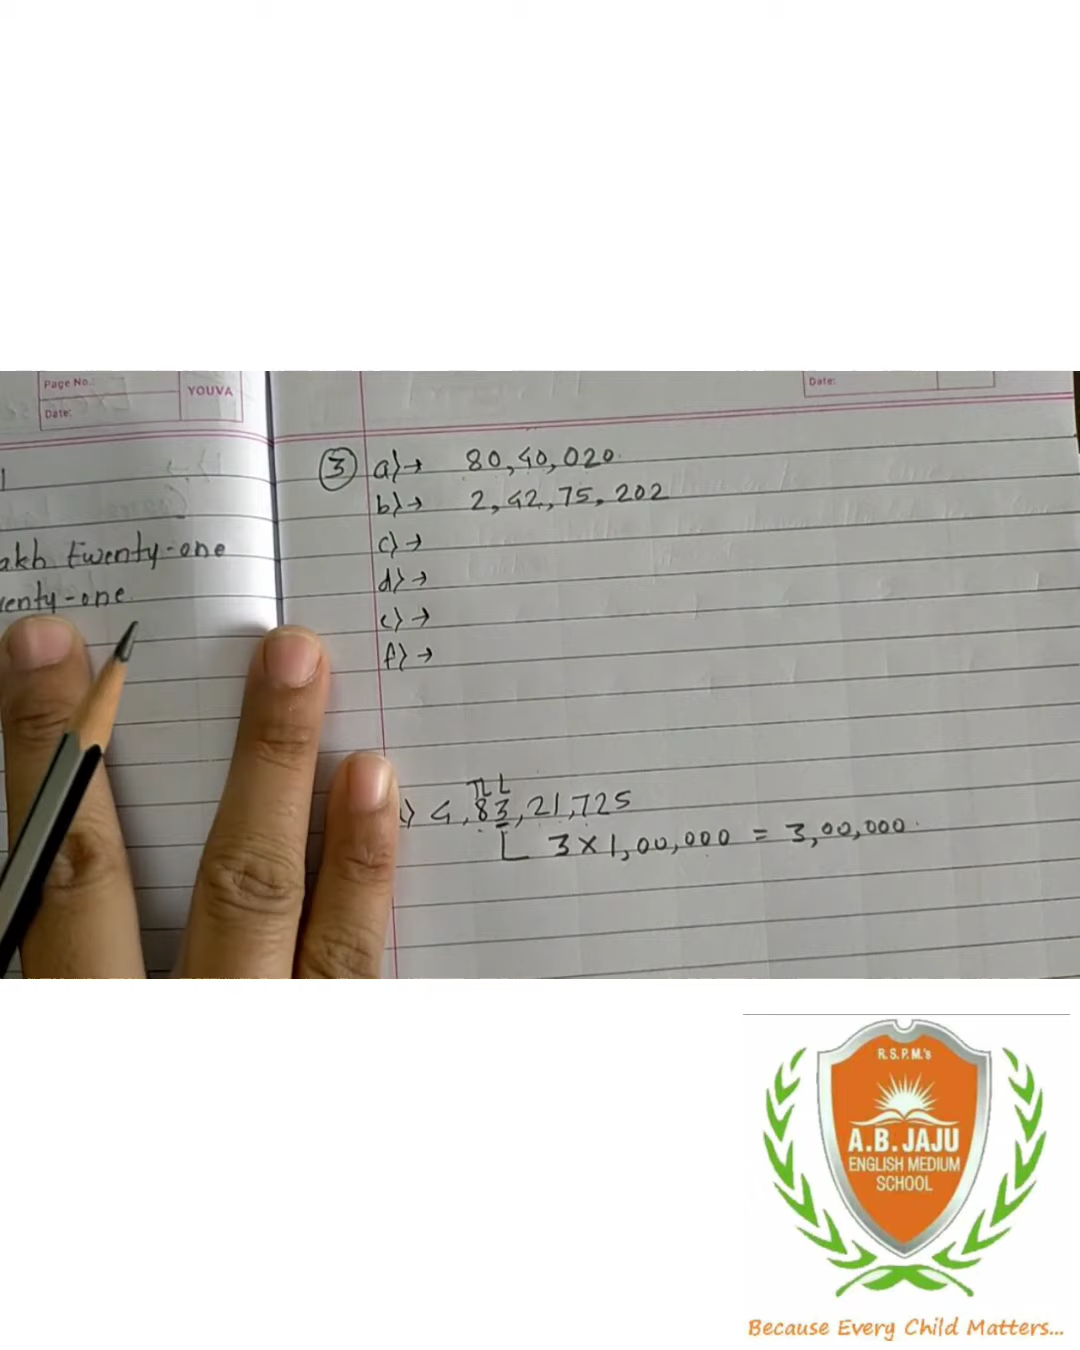 Page No.:
YOUVA
Date:
akh twenty-one
enty-one.
Date:
3 a) → 80,40,020.
b) → 2,42,75,202
c) →
d) →
e) →
f) →
TL L
) 4,83,21,725
3×1,00,000 = 3,00,000.
R.S.P.M.'s
A.B. JAJU
ENGLISH MEDIUM
SCHOOL
Because Every Child Matters...